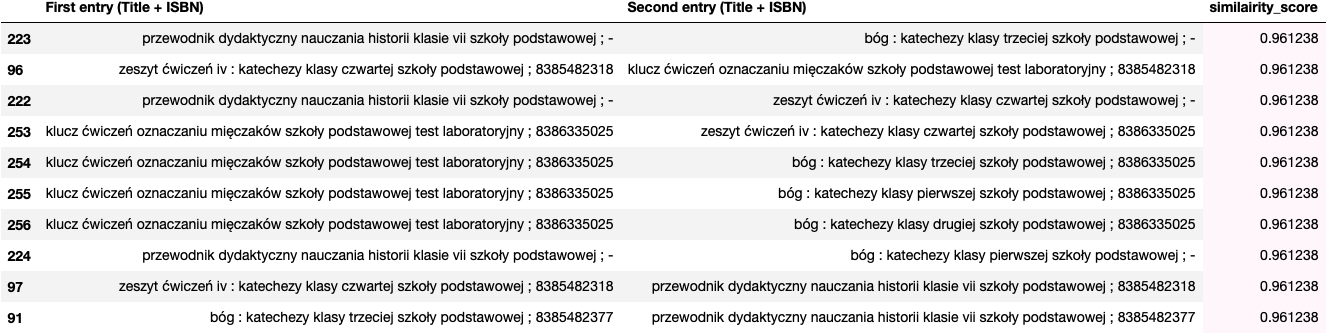 First entry (Title + ISBN) Second entry (Title + ISBN) similairity_score
223 przewodnik dydaktyczny nauczania historii klasie vii szkoły podstawowej ; - bóg : katechezy klasy trzeciej szkoły podstawowej ; - 0.961238
96 zeszyt ćwiczeń iv : katechezy klasy czwartej szkoły podstawowej ; 8385482318 klucz ćwiczeń oznaczaniu mięczaków szkoły podstawowej test laboratoryjny ; 8385482318 0.961238
222 przewodnik dydaktyczny nauczania historii klasie vii szkoły podstawowej ; - zeszyt ćwiczeń iv : katechezy klasy czwartej szkoły podstawowej ; - 0.961238
253 klucz ćwiczeń oznaczaniu mięczaków szkoły podstawowej test laboratoryjny ; 8386335025 zeszyt ćwiczeń iv : katechezy klasy czwartej szkoły podstawowej ; 8386335025 0.961238
254 klucz ćwiczeń oznaczaniu mięczaków szkoły podstawowej test laboratoryjny ; 8386335025 bóg : katechezy klasy trzeciej szkoły podstawowej ; 8386335025 0.961238
255 klucz ćwiczeń oznaczaniu mięczaków szkoły podstawowej test laboratoryjny ; 8386335025 bóg : katechezy klasy pierwszej szkoły podstawowej ; 8386335025 0.961238
256 klucz ćwiczeń oznaczaniu mięczaków szkoły podstawowej test laboratoryjny ; 8386335025 bóg : katechezy klasy drugiej szkoły podstawowej ; 8386335025 0.961238
224 przewodnik dydaktyczny nauczania historii klasie vii szkoły podstawowej ; - bóg : katechezy klasy pierwszej szkoły podstawowej ; - 0.961238
97 zeszyt ćwiczeń iv : katechezy klasy czwartej szkoły podstawowej ; 8385482318 przewodnik dydaktyczny nauczania historii klasie vii szkoły podstawowej ; 8385482318 0.961238
91 bóg : katechezy klasy trzeciej szkoły podstawowej ; 8385482377 przewodnik dydaktyczny nauczania historii klasie vii szkoły podstawowej ; 8385482377 0.961238